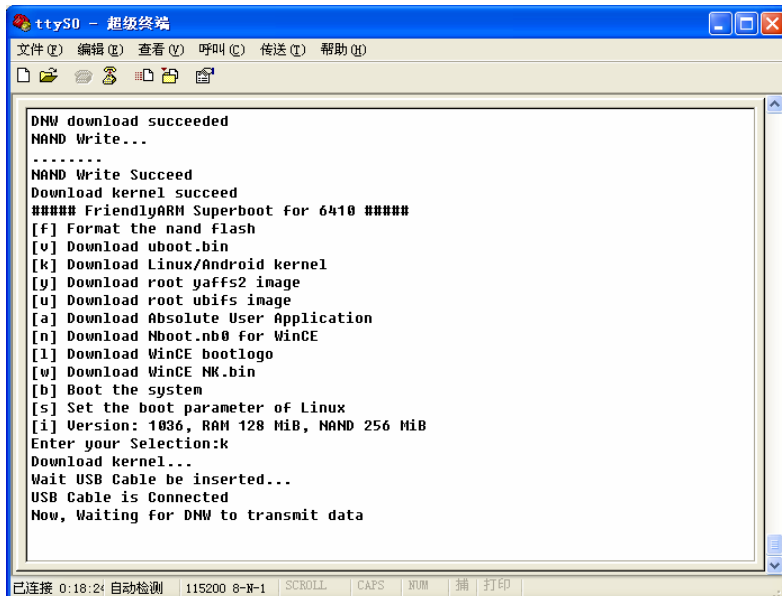 ttyS0 - 超级终端
文件(F) 编辑(E) 查看(V) 呼叫(C) 传送(T) 帮助(H)
DNW download succeeded
NAND Write...
........
NAND Write Succeed
Download kernel succeed
##### FriendlyARM Superboot for 6410 #####
[f] Format the nand flash
[v] Download uboot.bin
[k] Download Linux/Android kernel
[y] Download root yaffs2 image
[u] Download root ubifs image
[a] Download Absolute User Application
[n] Download Nboot.nb0 for WinCE
[l] Download WinCE bootlogo
[w] Download WinCE NK.bin
[b] Boot the system
[s] Set the boot parameter of Linux
[i] Version: 1036, RAM 128 MiB, NAND 256 MiB
Enter your Selection:k
Download kernel...
Wait USB Cable be inserted...
USB Cable is Connected
Now, Waiting for DNW to transmit data
已连接 0:18:24 自动检测 115200 8-N-1 SCROLL CAPS NUM 捕 打印